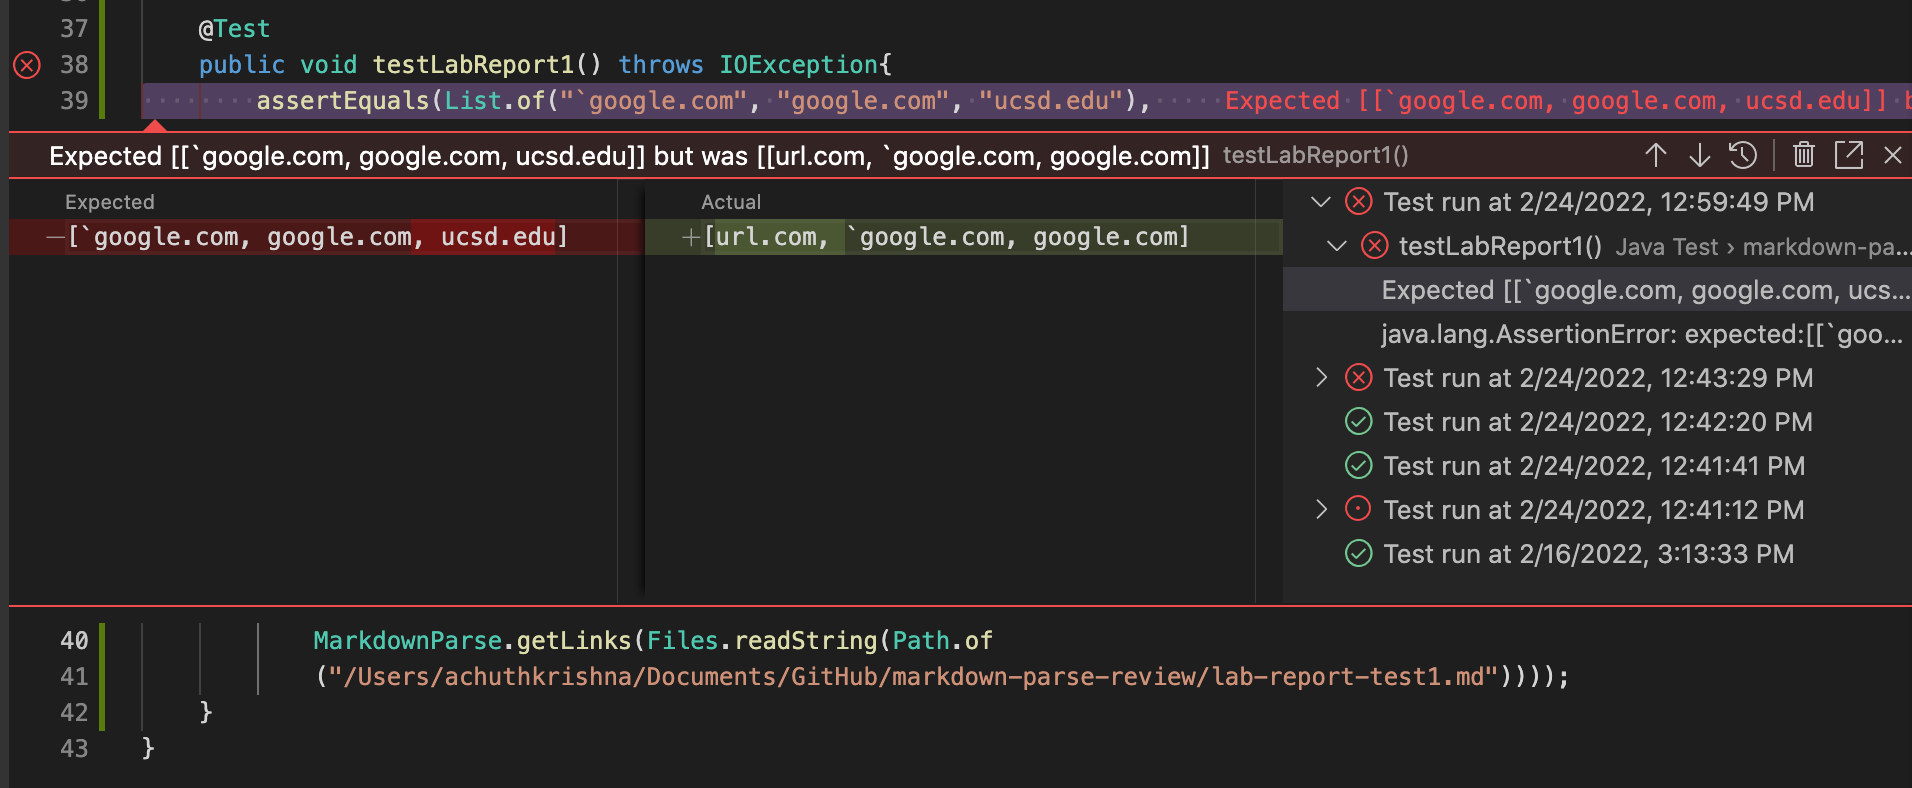 37 @Test
38 public void testLabReport1() throws IOException{
39 assertEquals(List.of("`google.com", "google.com", "ucsd.edu"), Expected [[`google.com, google.com, ucsd.edu]]
Expected [[`google.com, google.com, ucsd.edu]] but was [[url.com, `google.com, google.com]] testLabReport1()
Expected
Actual
[`google.com, google.com, ucsd.edu]
+[url.com, `google.com, google.com]
Test run at 2/24/2022, 12:59:49 PM
testLabReport1() Java Test › markdown-pa...
Expected [[`google.com, google.com, ucs...
java.lang.AssertionError: expected:[[`goo...
Test run at 2/24/2022, 12:43:29 PM
Test run at 2/24/2022, 12:42:20 PM
Test run at 2/24/2022, 12:41:41 PM
Test run at 2/24/2022, 12:41:12 PM
Test run at 2/16/2022, 3:13:33 PM
40 MarkdownParse.getLinks(Files.readString(Path.of
41 ("/Users/achuthkrishna/Documents/GitHub/markdown-parse-review/lab-report-test1.md"))));
42 }
43 }